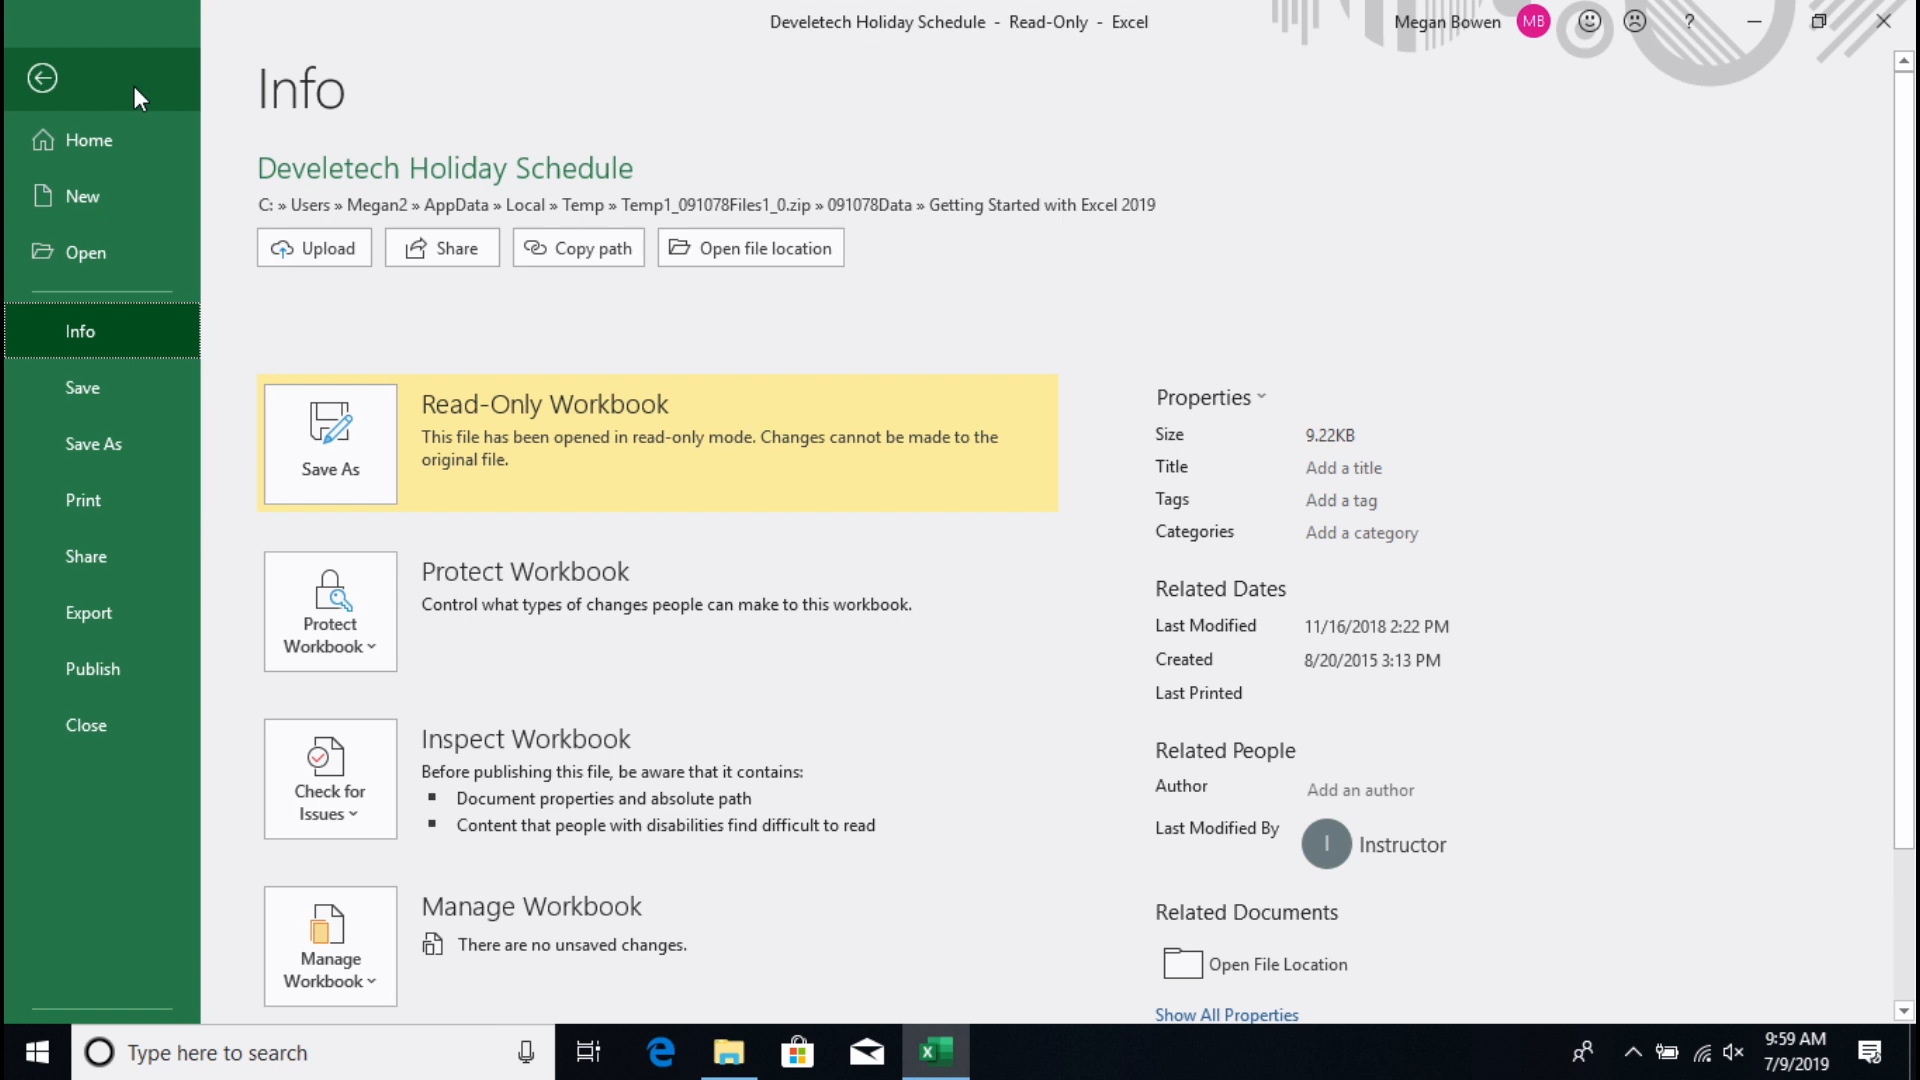 Develetech Holiday Schedule - Read-Only - Excel
Megan Bowen
MB
?
Info
Home
New
Open
Info
Save
Save As
Print
Share
Export
Publish
Close
Develetech Holiday Schedule
C: » Users » Megan2 » AppData » Local » Temp » Temp1_091078Files1_0.zip » 091078Data » Getting Started with Excel 2019
Upload
Share
Copy path
Open file location
Save As
Read-Only Workbook
This file has been opened in read-only mode. Changes cannot be made to the
original file.
Protect
Workbook
Protect Workbook
Control what types of changes people can make to this workbook.
Check for
Issues
Inspect Workbook
Before publishing this file, be aware that it contains:
Document properties and absolute path
Content that people with disabilities find difficult to read
Manage
Workbook
Manage Workbook
There are no unsaved changes.
Properties
Size 9.22KB
Title Add a title
Tags Add a tag
Categories Add a category
Related Dates
Last Modified 11/16/2018 2:22 PM
Created 8/20/2015 3:13 PM
Last Printed
Related People
Author Add an author
Last Modified By I Instructor
Related Documents
Open File Location
Show All Properties
Type here to search
9:59 AM
7/9/2019